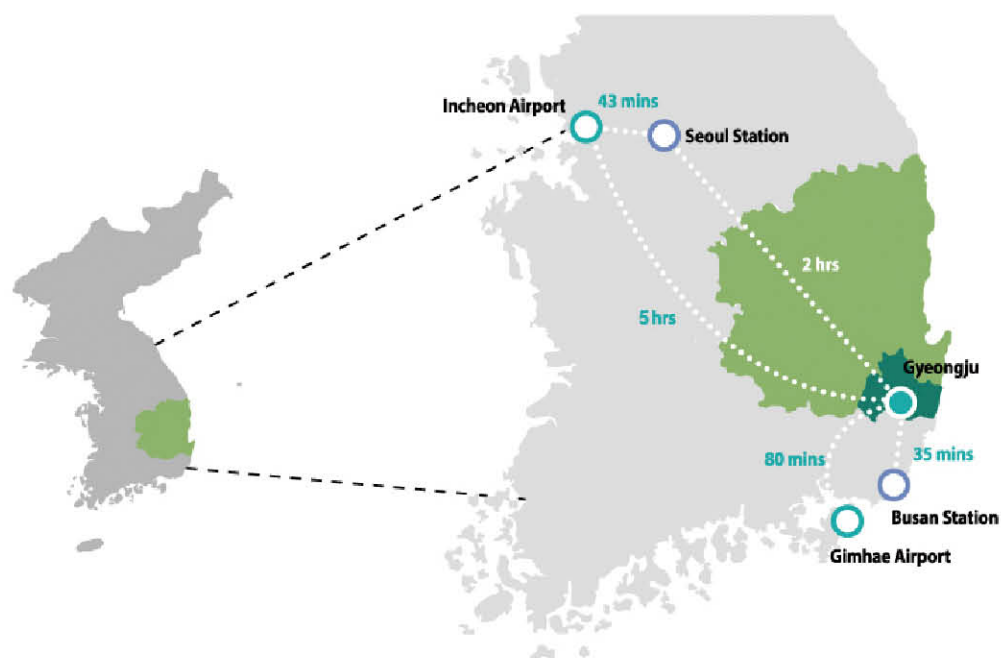 Incheon Airport
43 mins
Seoul Station
2 hrs
5 hrs
Gyeongju
80 mins
35 mins
Busan Station
Gimhae Airport